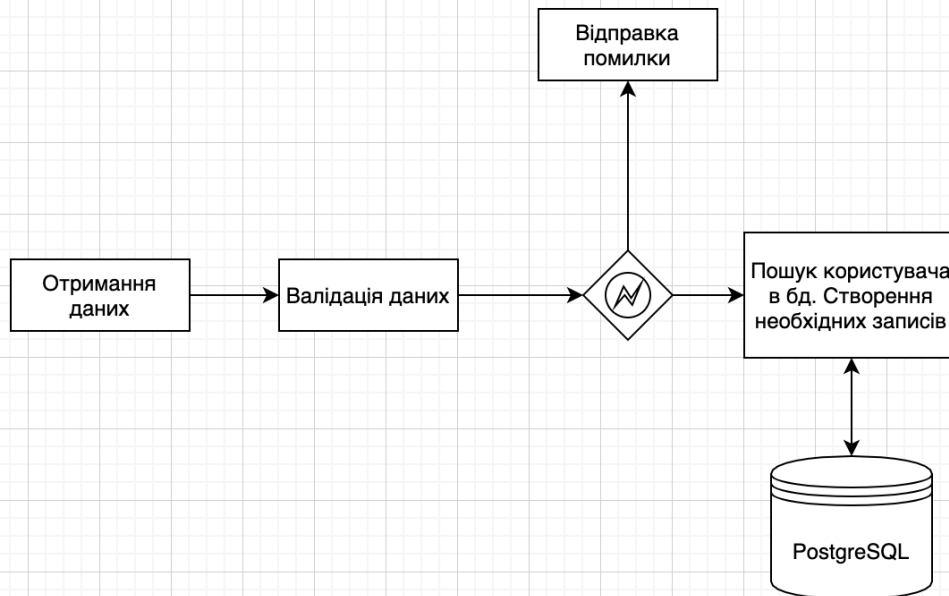 Відправка
помилки
Отримання
даних
Валідація даних
Пошук користувача
в бд. Створення
необхідних записів
PostgreSQL